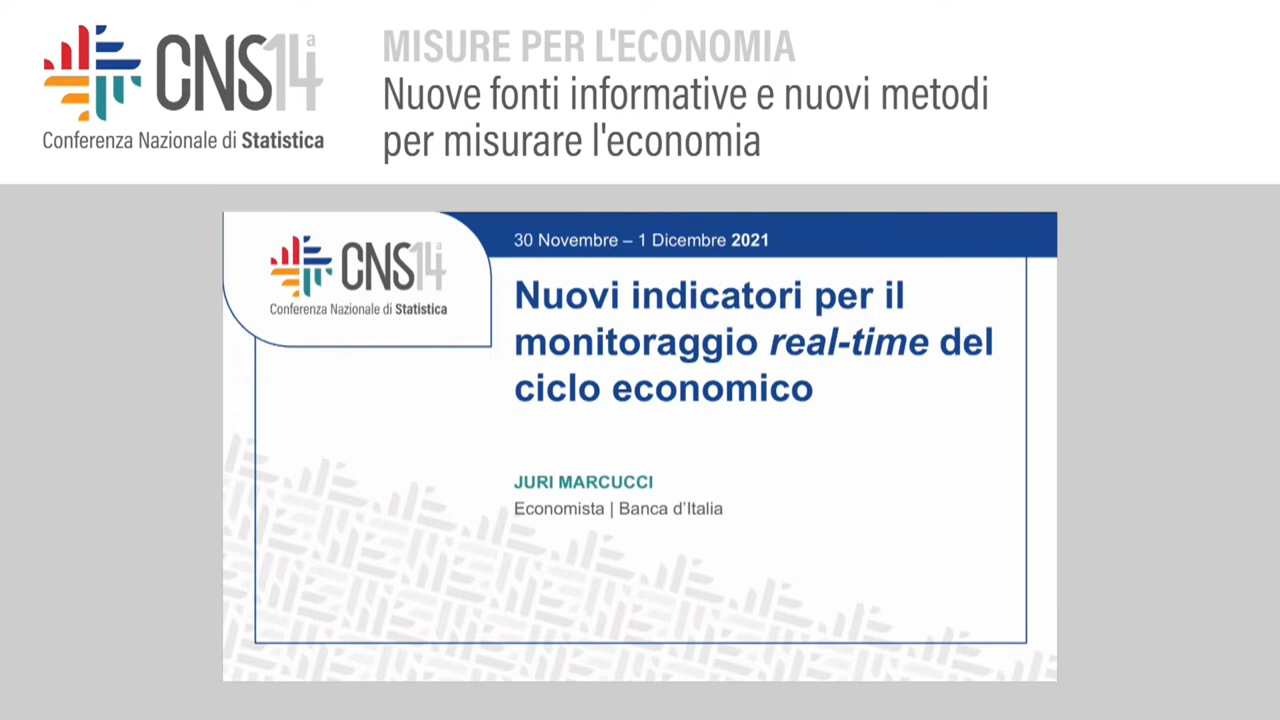 CNS14ª
Conferenza Nazionale di Statistica
MISURE PER L'ECONOMIA
Nuove fonti informative e nuovi metodi
per misurare l'economia
CNS14ª
Conferenza Nazionale di Statistica
30 Novembre – 1 Dicembre 2021
Nuovi indicatori per il
monitoraggio real-time del
ciclo economico
JURI MARCUCCI
Economista | Banca d'Italia